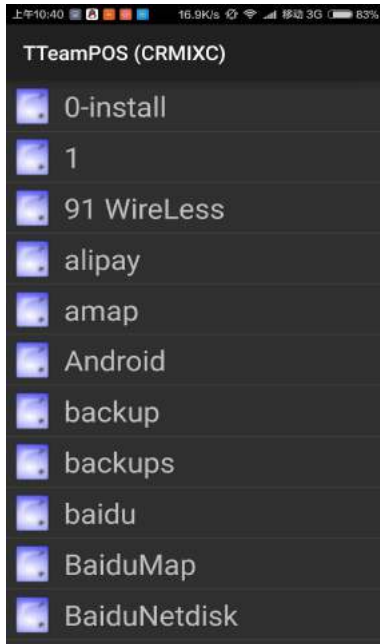 上午10:40 16.9K/s 移动 3G 83%
TTeamPOS (CRMIXC)
0-install
1
91 WireLess
alipay
amap
Android
backup
backups
baidu
BaiduMap
BaiduNetdisk